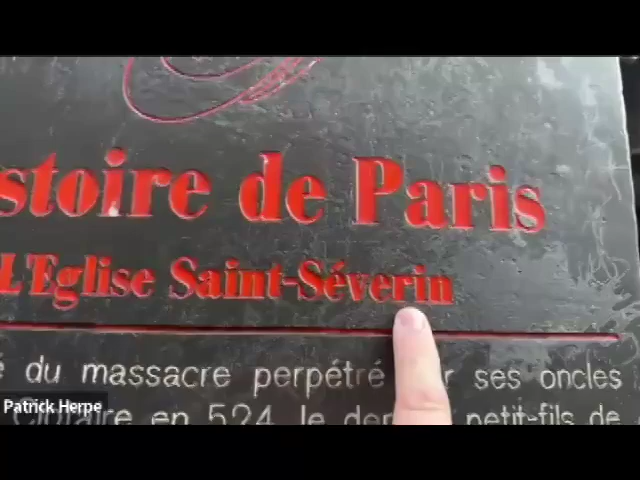 stoire de Paris
L'Eglise Saint-Séverin
é du massacre perpétré r ses oncles
Clotaire en 524, le der petit-fils de
Patrick Herpe